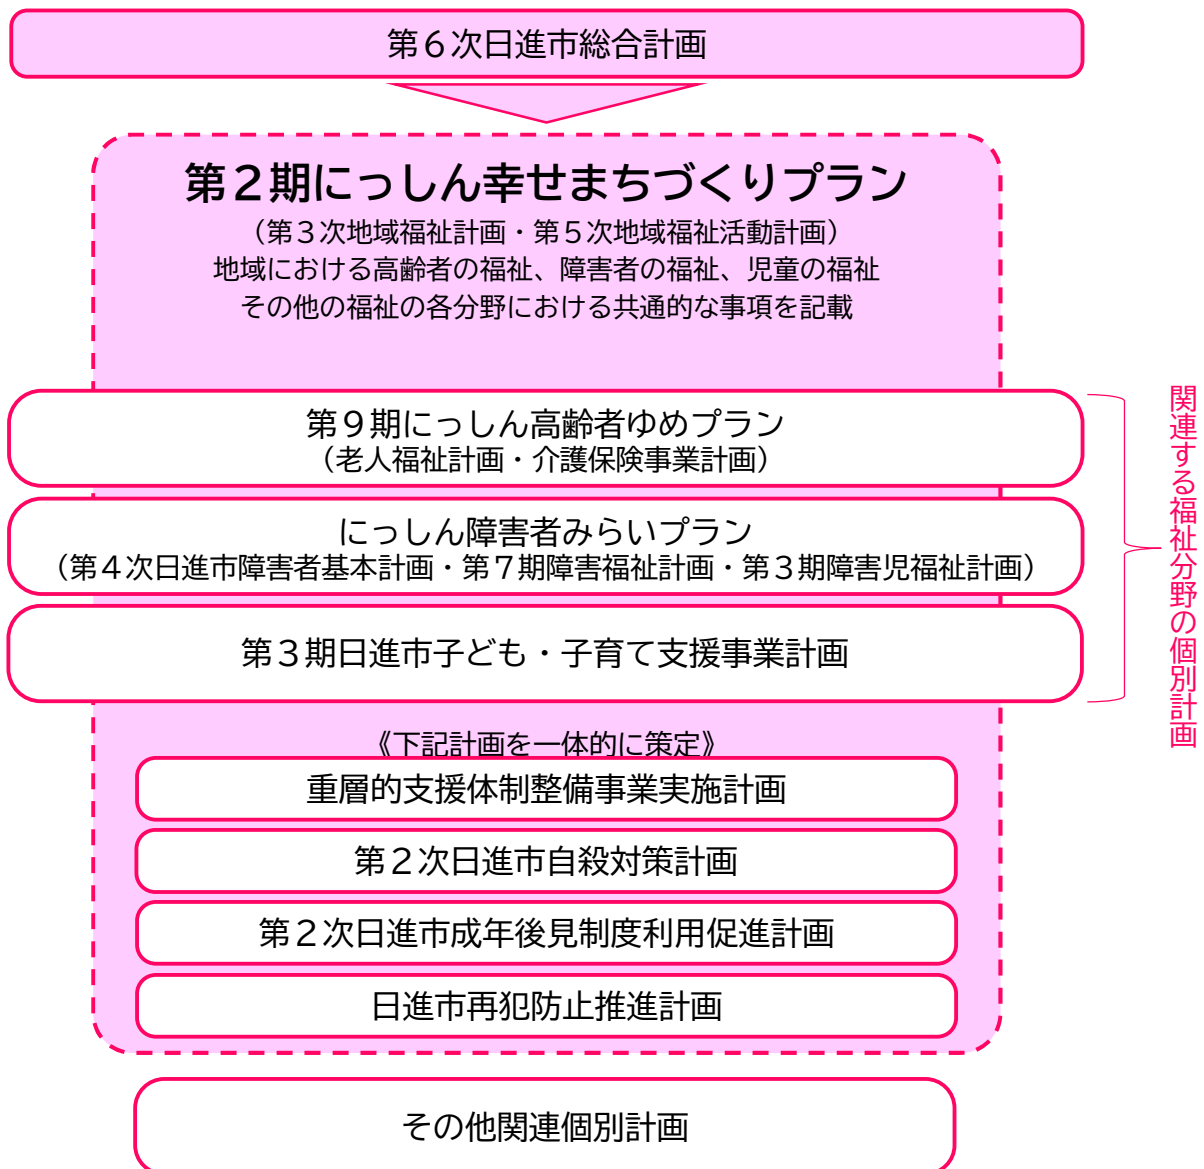 第６次日進市総合計画
第２期にっしん幸せまちづくりプラン
（第３次地域福祉計画・第５次地域福祉活動計画）
地域における高齢者の福祉、障害者の福祉、児童の福祉
その他の福祉の各分野における共通的な事項を記載
第９期にっしん高齢者ゆめプラン
（老人福祉計画・介護保険事業計画）
にっしん障害者みらいプラン
（第４次日進市障害者基本計画・第７期障害福祉計画・第３期障害児福祉計画）
第３期日進市子ども・子育て支援事業計画
関連する福祉分野の個別計画
《下記計画を一体的に策定》
重層的支援体制整備事業実施計画
第２次日進市自殺対策計画
第２次日進市成年後見制度利用促進計画
日進市再犯防止推進計画
その他関連個別計画